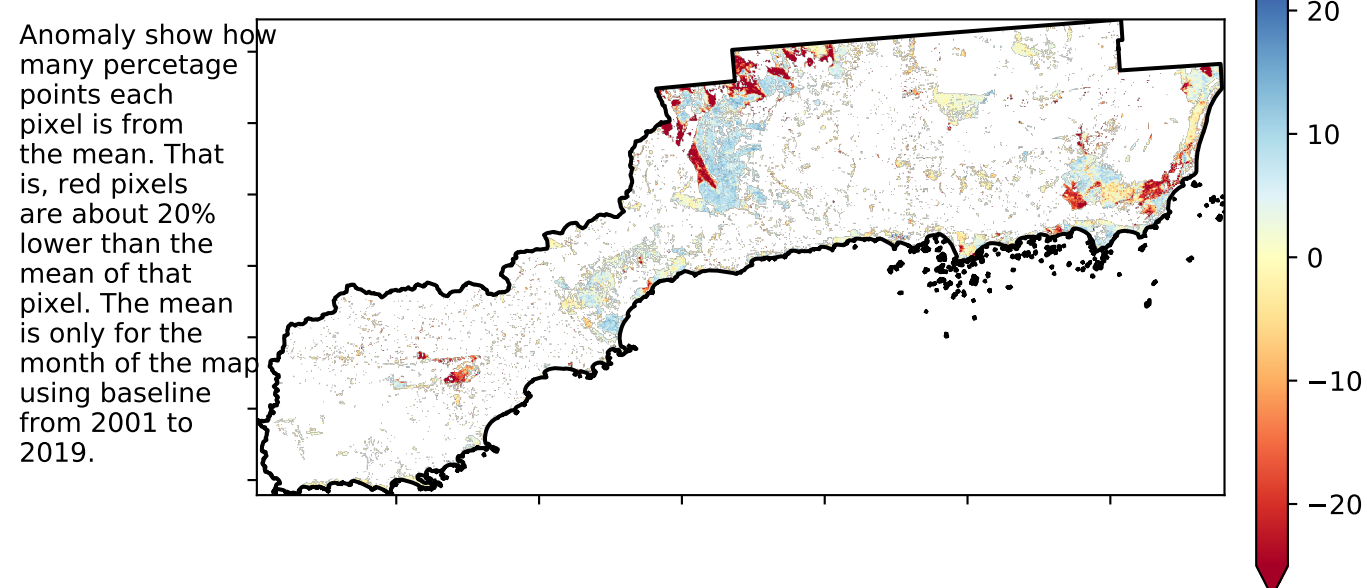 Anomaly show how
many percetage
points each
pixel is from
the mean. That
is, red pixels
are about 20%
lower than the
mean of that
pixel. The mean
is only for the
month of the map
using baseline
from 2001 to
2019.
20
10
0
−10
−20